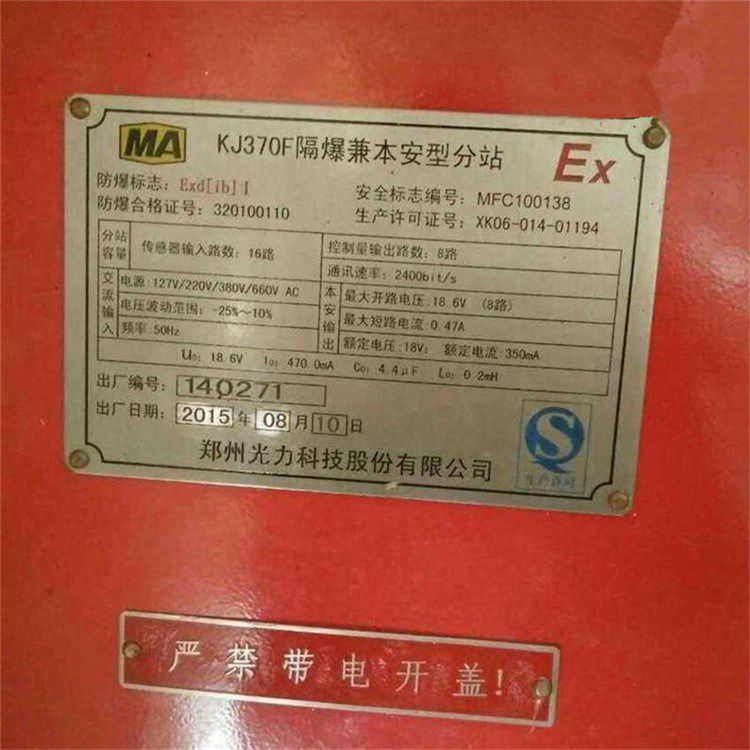 MA KJ370F隔爆兼本安型分站 Ex
防爆标志：Exd[ib]I 安全标志编号：MFC100138
防爆合格证号：320100110 生产许可证号：XK06-014-01194
分站容量 传感器输入路数：16路 控制量输出路数：8路
通讯速率：2400bit/s
交流输入 电源：127V/220V/380V/660V AC 本安输出 最大开路电压：18.6V (8路)
电压波动范围：-25%～10% 最大短路电流：0.47A
频率：50Hz 额定电压：18V； 额定电流 350mA
U₀：18.6V I₀：470.0mA C₀：4.4μF L₀：0.2mH
出厂编号：140271
出厂日期：2015年08月10日
郑州光力科技股份有限公司
生产许可
严禁带电开盖！